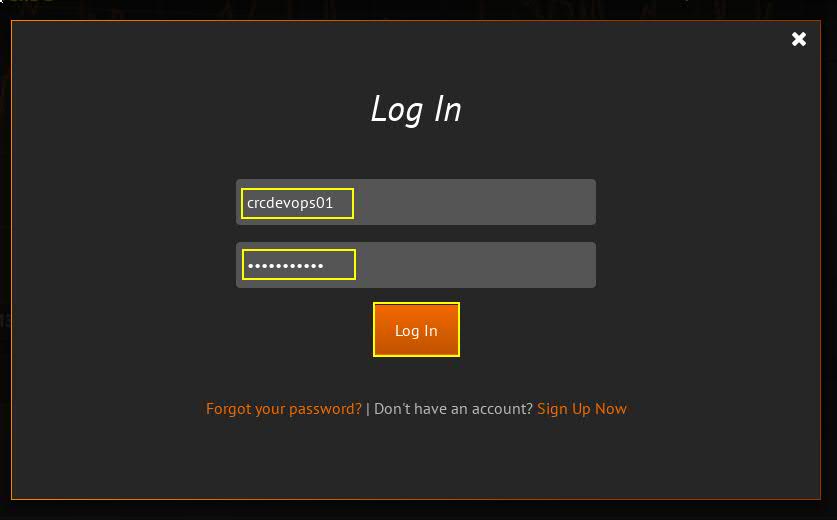 Log In
crcdevops01
•••••••••••
Log In
Forgot your password? | Don't have an account? Sign Up Now